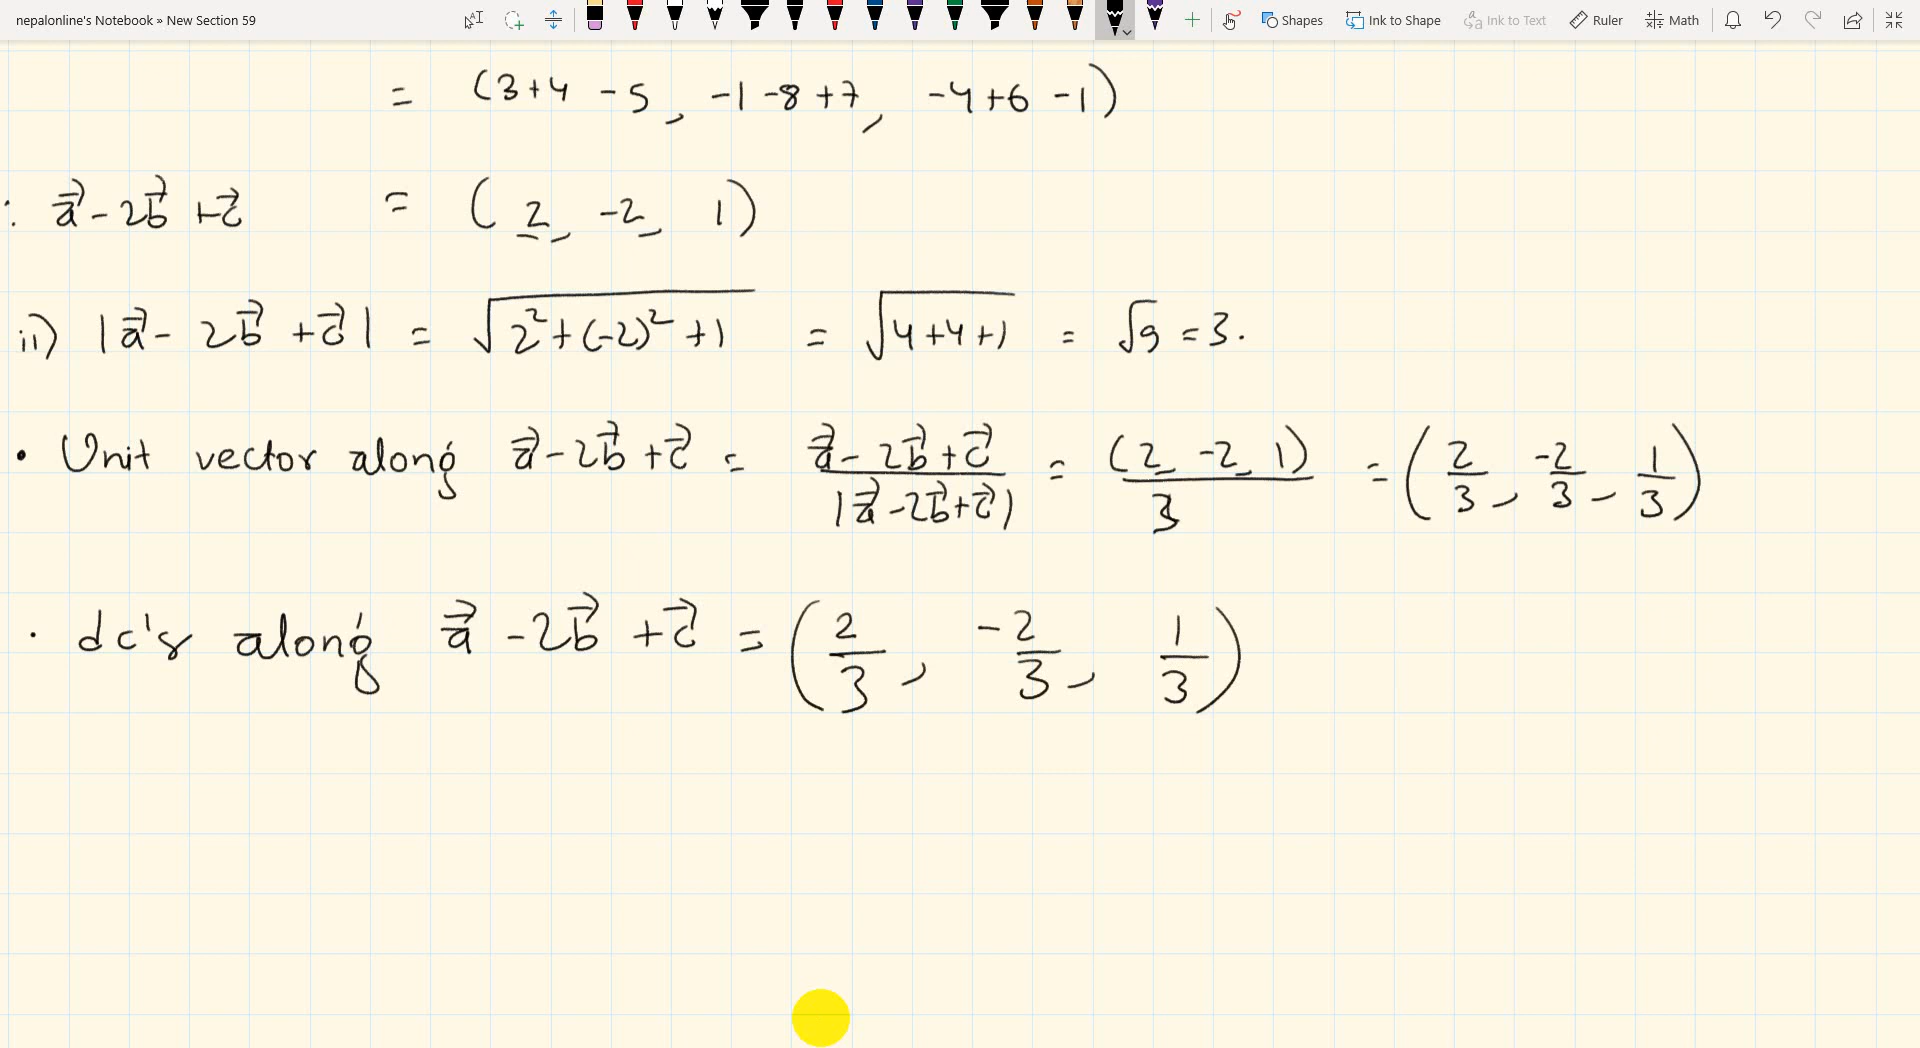 nepalonline's Notebook » New Section 59 Shapes Ink to Shape Ink to Text Ruler Math
= (3+4 -5, -1 -8 +7, -4 +6 -1)
∴ a⃗ - 2b⃗ + c⃗ = (2, -2, 1)
ii) |a⃗ - 2b⃗ + c⃗| = √(2² + (-2)² + 1) = √(4+4+1) = √9 = 3.
• Unit vector along a⃗ - 2b⃗ + c⃗ = (a⃗ - 2b⃗ + c⃗)/|a⃗ - 2b⃗ + c⃗| = (2, -2, 1)/3 = (2/3, -2/3, 1/3)
• dc's along a⃗ - 2b⃗ + c⃗ = (2/3, -2/3, 1/3)